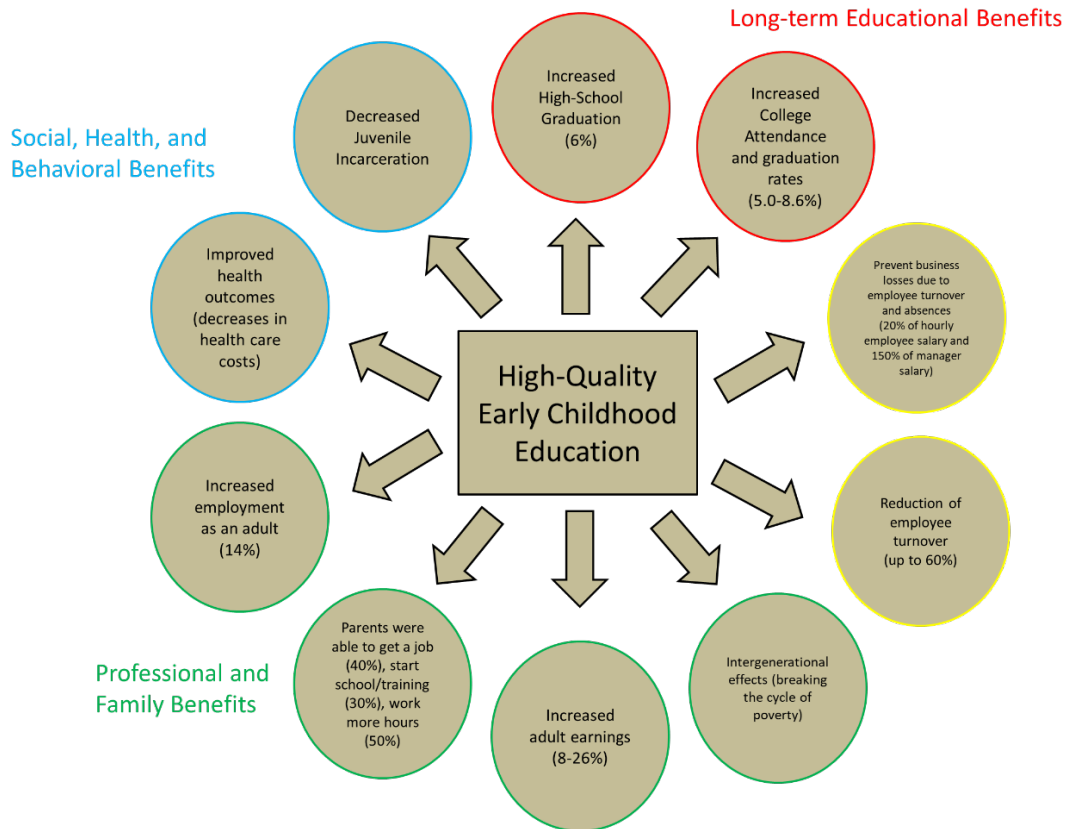 Long-term Educational Benefits
Social, Health, and
Behavioral Benefits
Decreased
Juvenile
Incarceration
Increased
High-School
Graduation
(6%)
Increased
College
Attendance
and graduation
rates
(5.0-8.6%)
Improved
health
outcomes
(decreases in
health care
costs)
Prevent business
losses due to
employee turnover
and absences
(20% of hourly
employee salary and
150% of manager
salary)
High-Quality
Early Childhood
Education
Increased
employment
as an adult
(14%)
Reduction of
employee
turnover
(up to 60%)
Professional and
Family Benefits
Parents were
able to get a job
(40%), start
school/training
(30%), work
more hours
(50%)
Increased
adult earnings
(8-26%)
Intergenerational
effects (breaking
the cycle of
poverty)